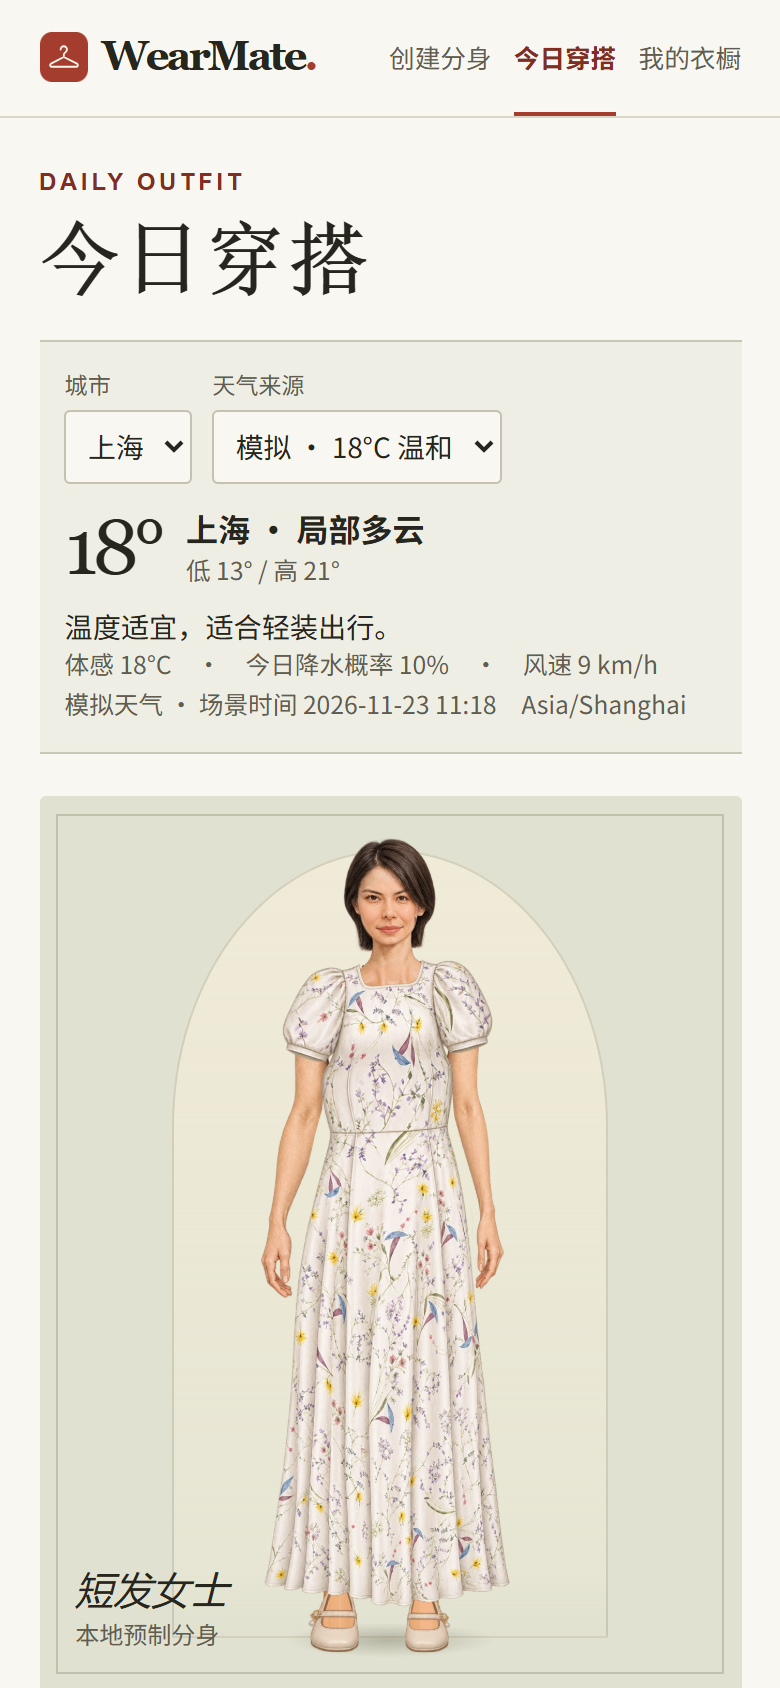 WearMate.
创建分身 今日穿搭 我的衣橱
DAILY OUTFIT
今日穿搭
城市 天气来源
上海 模拟 · 18°C 温和
18° 上海 · 局部多云
低 13° / 高 21°
温度适宜，适合轻装出行。
体感 18°C · 今日降水概率 10% · 风速 9 km/h
模拟天气 · 场景时间 2026-11-23 11:18 Asia/Shanghai
短发女士
本地预制分身